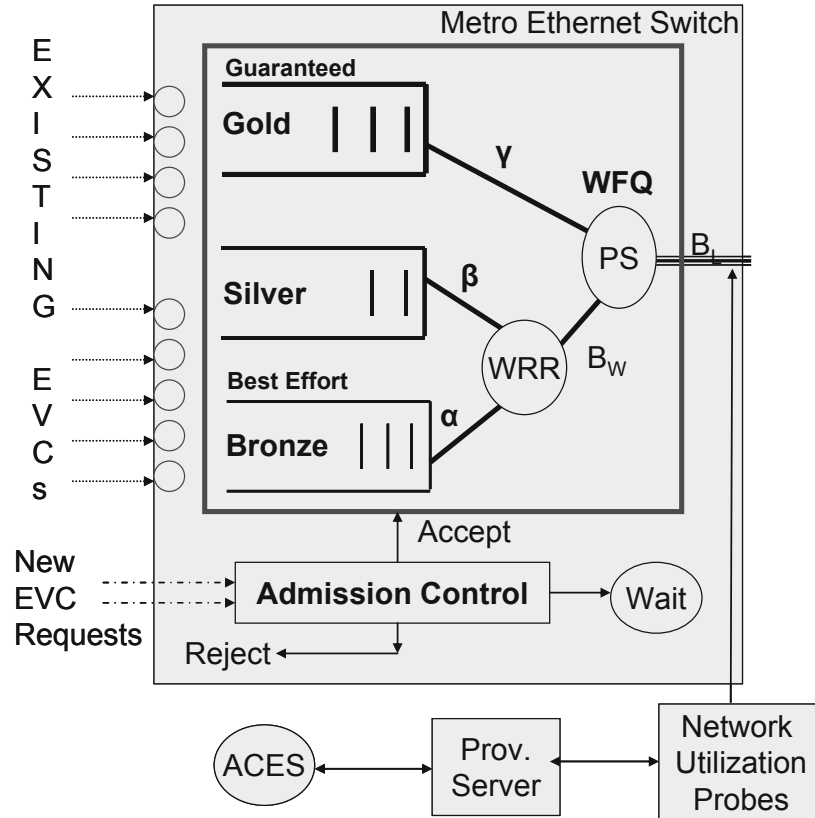 Metro Ethernet Switch
E
X
I
S
T
I
N
G
E
V
C
s
Guaranteed
Gold
γ
WFQ
PS
B_L
Silver
β
WRR
B_W
Best Effort
Bronze
α
Accept
New
EVC
Requests
Admission Control
Wait
Reject
ACES
Prov.
Server
Network
Utilization
Probes